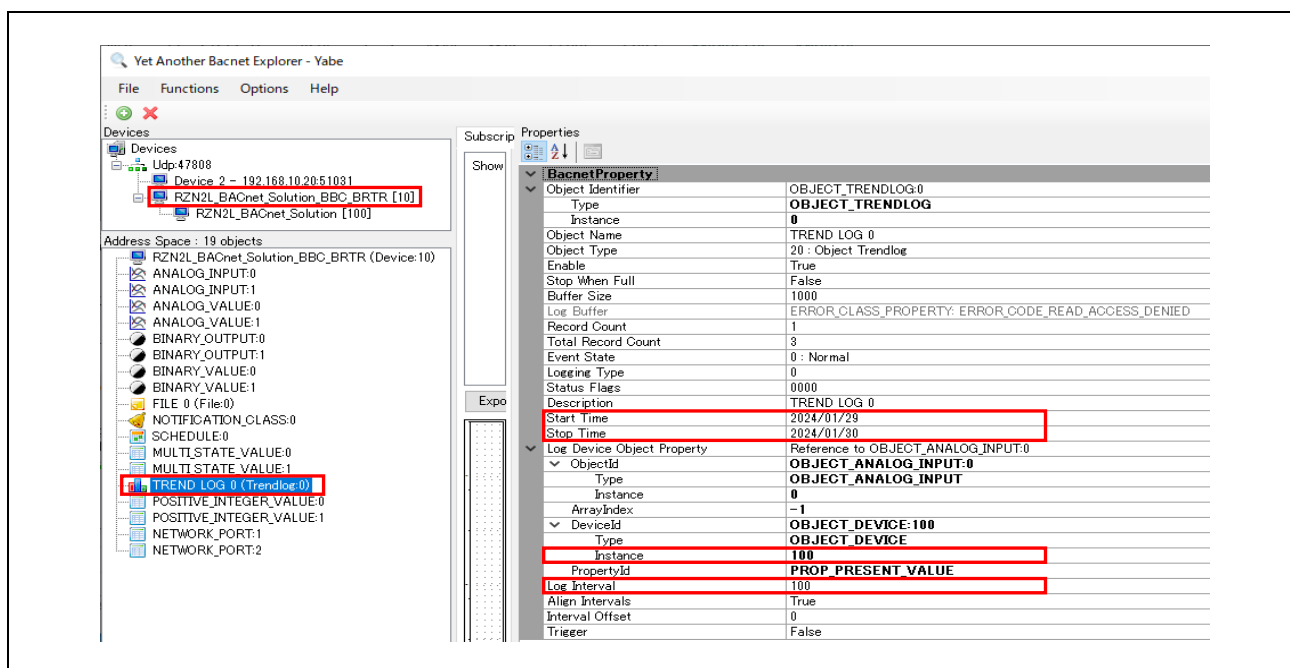 Yet Another Bacnet Explorer - Yabe
File Functions Options Help
Devices
Devices
Udp:47808
Device 2 - 192.168.10.20:51031
RZN2L_BACnet_Solution_BBC_BRTR [10]
RZN2L_BACnet_Solution [100]
Address Space : 19 objects
RZN2L_BACnet_Solution_BBC_BRTR (Device:10)
ANALOG_INPUT:0
ANALOG_INPUT:1
ANALOG_VALUE:0
ANALOG_VALUE:1
BINARY_OUTPUT:0
BINARY_OUTPUT:1
BINARY_VALUE:0
BINARY_VALUE:1
FILE 0 (File:0)
NOTIFICATION_CLASS:0
SCHEDULE:0
MULTI_STATE_VALUE:0
MULTI_STATE_VALUE:1
TREND LOG 0 (Trendlog:0)
POSITIVE_INTEGER_VALUE:0
POSITIVE_INTEGER_VALUE:1
NETWORK_PORT:1
NETWORK_PORT:2
Subscrip
Show
Expo
Properties
BacnetProperty
Object Identifier OBJECT_TRENDLOG:0
Type OBJECT_TRENDLOG
Instance 0
Object Name TREND LOG 0
Object Type 20 : Object Trendlog
Enable True
Stop When Full False
Buffer Size 1000
Log Buffer ERROR_CLASS_PROPERTY: ERROR_CODE_READ_ACCESS_DENIED
Record Count 1
Total Record Count 3
Event State 0 : Normal
Logging Type 0
Status Flags 0000
Description TREND LOG 0
Start Time 2024/01/29
Stop Time 2024/01/30
Log Device Object Property Reference to OBJECT_ANALOG_INPUT:0
ObjectId OBJECT_ANALOG_INPUT:0
Type OBJECT_ANALOG_INPUT
Instance 0
ArrayIndex -1
DeviceId OBJECT_DEVICE:100
Type OBJECT_DEVICE
Instance 100
PropertyId PROP_PRESENT_VALUE
Log Interval 100
Align Intervals True
Interval Offset 0
Trigger False